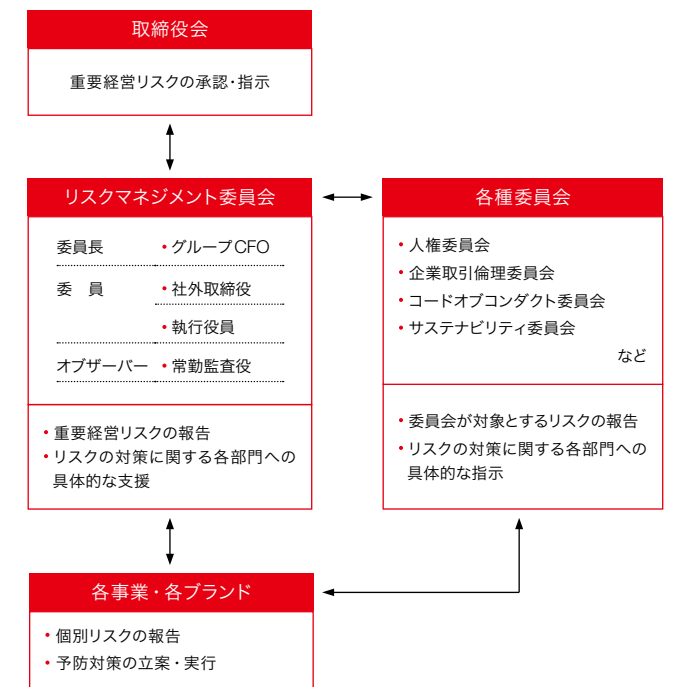 取締役会
重要経営リスクの承認・指示
リスクマネジメント委員会
委員長 •グループCFO
委　員 •社外取締役
•執行役員
オブザーバー •常勤監査役
•重要経営リスクの報告
•リスクの対策に関する各部門への
具体的な支援
各種委員会
•人権委員会
•企業取引倫理委員会
•コードオブコンダクト委員会
•サステナビリティ委員会
など
•委員会が対象とするリスクの報告
•リスクの対策に関する各部門への
具体的な指示
各事業・各ブランド
•個別リスクの報告
•予防対策の立案・実行